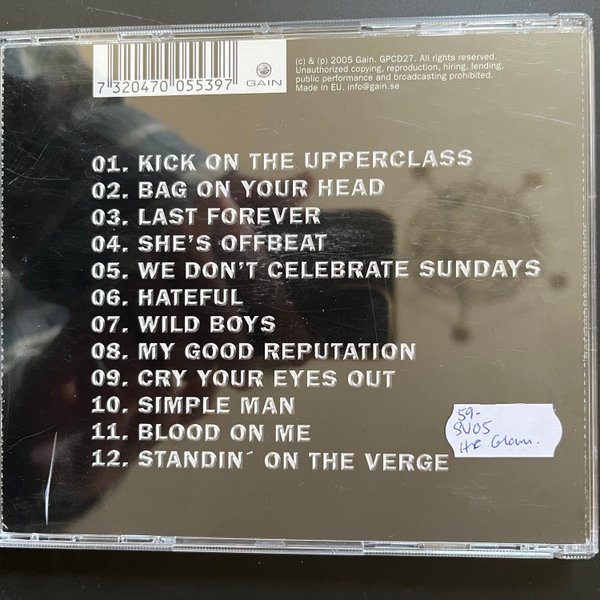 7 320470 055397
GAIN
(c) & (p) 2005 Gain. GPCD27. All rights reserved.
Unauthorized copying, reproduction, hiring, lending,
public performance and broadcasting prohibited.
Made in EU. info@gain.se
01. KICK ON THE UPPERCLASS
02. BAG ON YOUR HEAD
03. LAST FOREVER
04. SHE'S OFFBEAT
05. WE DON'T CELEBRATE SUNDAYS
06. HATEFUL
07. WILD BOYS
08. MY GOOD REPUTATION
09. CRY YOUR EYES OUT
10. SIMPLE MAN
11. BLOOD ON ME
12. STANDIN´ ON THE VERGE
59-
SV05